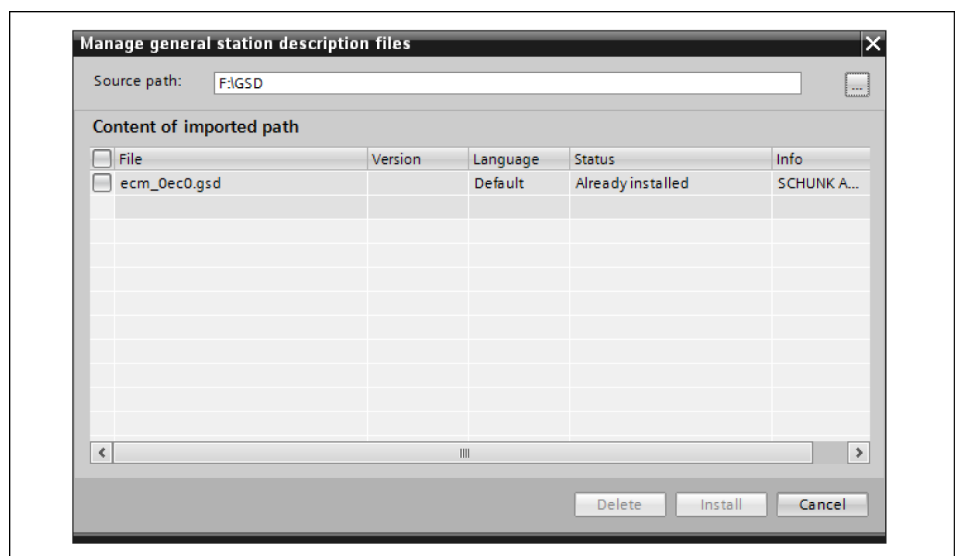 Manage general station description files
Source path: F:\GSD ...
Content of imported path
File Version Language Status Info
ecm_0ec0.gsd Default Already installed SCHUNK A...
Delete Install Cancel